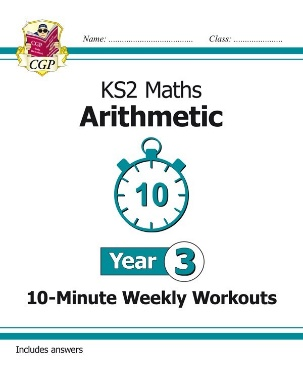 Name: ........................................ Class: .....................
CGP
KS2 Maths
Arithmetic
10
Year 3
10-Minute Weekly Workouts
Includes answers